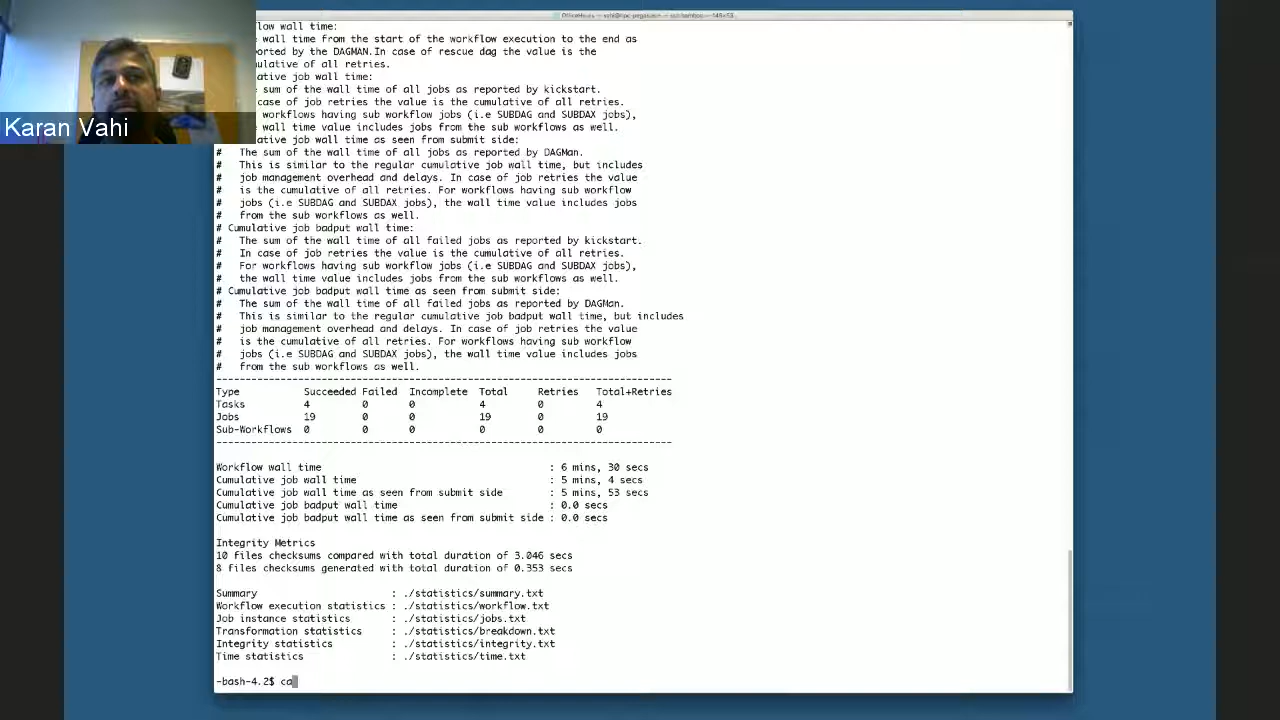 flow wall time:
wall time from the start of the workflow execution to the end as
orted by the DAGMAN.In case of rescue dag the value is the
ulative of all retries.
ative job wall time:
sum of the wall time of all jobs as reported by kickstart.
case of job retries the value is the cumulative of all retries.
workflows having sub workflow jobs (i.e SUBDAG and SUBDAX jobs),
wall time value includes jobs from the sub workflows as well.
Karan Vahi
ative job wall time as seen from submit side:
#   The sum of the wall time of all jobs as reported by DAGMan.
#   This is similar to the regular cumulative job wall time, but includes
#   job management overhead and delays. In case of job retries the value
#   is the cumulative of all retries. For workflows having sub workflow
#   jobs (i.e SUBDAG and SUBDAX jobs), the wall time value includes jobs
#   from the sub workflows as well.
# Cumulative job badput wall time:
#   The sum of the wall time of all failed jobs as reported by kickstart.
#   In case of job retries the value is the cumulative of all retries.
#   For workflows having sub workflow jobs (i.e SUBDAG and SUBDAX jobs),
#   the wall time value includes jobs from the sub workflows as well.
# Cumulative job badput wall time as seen from submit side:
#   The sum of the wall time of all failed jobs as reported by DAGMan.
#   This is similar to the regular cumulative job badput wall time, but includes
#   job management overhead and delays. In case of job retries the value
#   is the cumulative of all retries. For workflows having sub workflow
#   jobs (i.e SUBDAG and SUBDAX jobs), the wall time value includes jobs
#   from the sub workflows as well.
------------------------------------------------------------------------------
Type           Succeeded Failed  Incomplete  Total     Retries   Total+Retries
Tasks          4         0       0           4         0         4
Jobs           19        0       0           19        0         19
Sub-Workflows  0         0       0           0         0         0
------------------------------------------------------------------------------
Workflow wall time                                       : 6 mins, 30 secs
Cumulative job wall time                                 : 5 mins, 4 secs
Cumulative job wall time as seen from submit side        : 5 mins, 53 secs
Cumulative job badput wall time                          : 0.0 secs
Cumulative job badput wall time as seen from submit side : 0.0 secs
Integrity Metrics
10 files checksums compared with total duration of 3.046 secs
8 files checksums generated with total duration of 0.353 secs
Summary                       : ./statistics/summary.txt
Workflow execution statistics : ./statistics/workflow.txt
Job instance statistics       : ./statistics/jobs.txt
Transformation statistics     : ./statistics/breakdown.txt
Integrity statistics          : ./statistics/integrity.txt
Time statistics               : ./statistics/time.txt
-bash-4.2$ ca